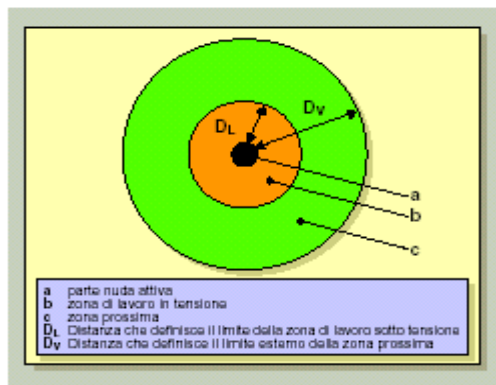 DV
DL
a
b
c
a parte nuda attiva
b zona di lavoro in tensione
c zona prossima
DL Distanza che definisce il limite della zona di lavoro sotto tensione
DV Distanza che definisce il limite esterno della zona prossima